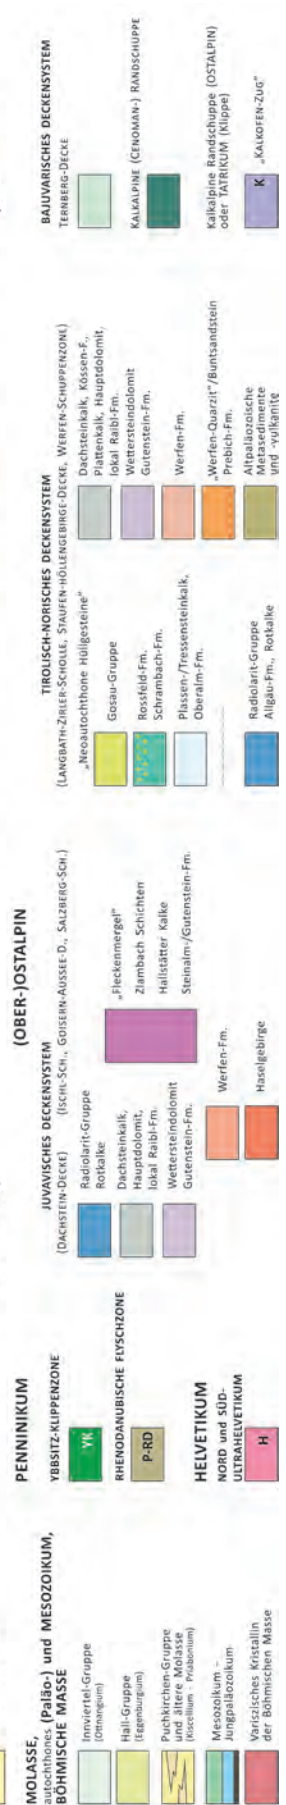 MOLASSE,
autochthones (Paläo-) und MESOZOIKUM,
BÖHMISCHE MASSE
Innviertel-Gruppe
(Ottnangium)
Hall-Gruppe
(Eggenburgium)
Puchkirchen-Gruppe
und ältere Molasse
(Kiscellium - Priabonium)
Mesozoikum -
Jungpaläozoikum
Variszisches Kristallin
der Böhmischen Masse
PENNINIKUM
YBBSITZ-KLIPPENZONE
YK
RHENODANUBISCHE FLYSCHZONE
P-RD
HELVETIKUM
NORD und SÜD-
ULTRAHELVETIKUM
H
(OBER-)OSTALPIN
JUVAVISCHES DECKENSYSTEM
(DACHSTEIN-DECKE) (ISCHL-SCH., GOISERN-AUSSEE-D., SALZBERG-SCH.)
Radiolarit-Gruppe
Rotkalke
Dachsteinkalk,
Hauptdolomit,
lokal Raibl-Fm.
Wettersteindolomit
Gutenstein-Fm.
„Fleckenmergel"
Zlambach Schichten
Hallstätter Kalke
Steinalm-/Gutenstein-Fm.
Werfen-Fm.
Haselgebirge
TIROLISCH-NORISCHES DECKENSYSTEM
(LANGBATH-ZIRLER-SCHOLLE, STAUFEN-HÖLLENGEBIRGE-DECKE, WERFEN-SCHUPPENZONE)
„Neoautochthone Hüllgesteine"
Gosau-Gruppe
Rossfeld-Fm.
Schrambach-Fm.
Plassen-/Tressensteinkalk,
Oberalm-Fm.
Radiolarit-Gruppe
Allgäu-Fm., Rotkalke
Dachsteinkalk, Kössen-F.,
Plattenkalk, Hauptdolomit,
lokal Raibl-Fm.
Wettersteindolomit
Gutenstein-Fm.
Werfen-Fm.
„Werfen-Quarzit"/Buntsandstein
Prebich-Fm.
Altpaläozoische
Metasedimente
und -vulkanite
BAJUVARISCHES DECKENSYSTEM
TERNBERG-DECKE
KALKALPINE (CENOMAN-) RANDSCHUPPE
Kalkalpine Randschuppe (OSTALPIN)
oder TATRIKUM (Klippe)
K
„KALKOFEN-ZUG"